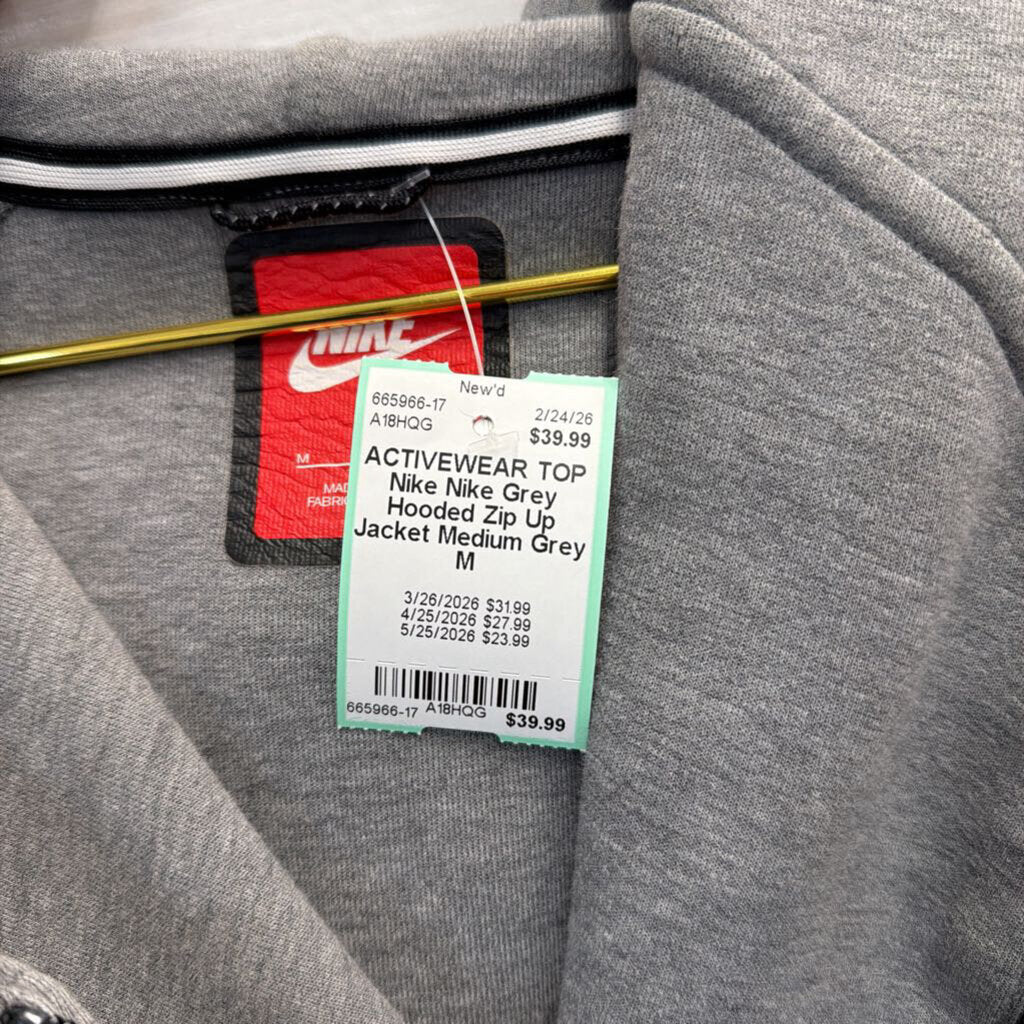 NIKE
M
New'd
665966-17
2/24/26
A18HQG
$39.99
ACTIVEWEAR TOP
Nike Nike Grey
Hooded Zip Up
Jacket Medium Grey
M
3/26/2026 $31.99
4/25/2026 $27.99
5/25/2026 $23.99
665966-17 A18HQG $39.99